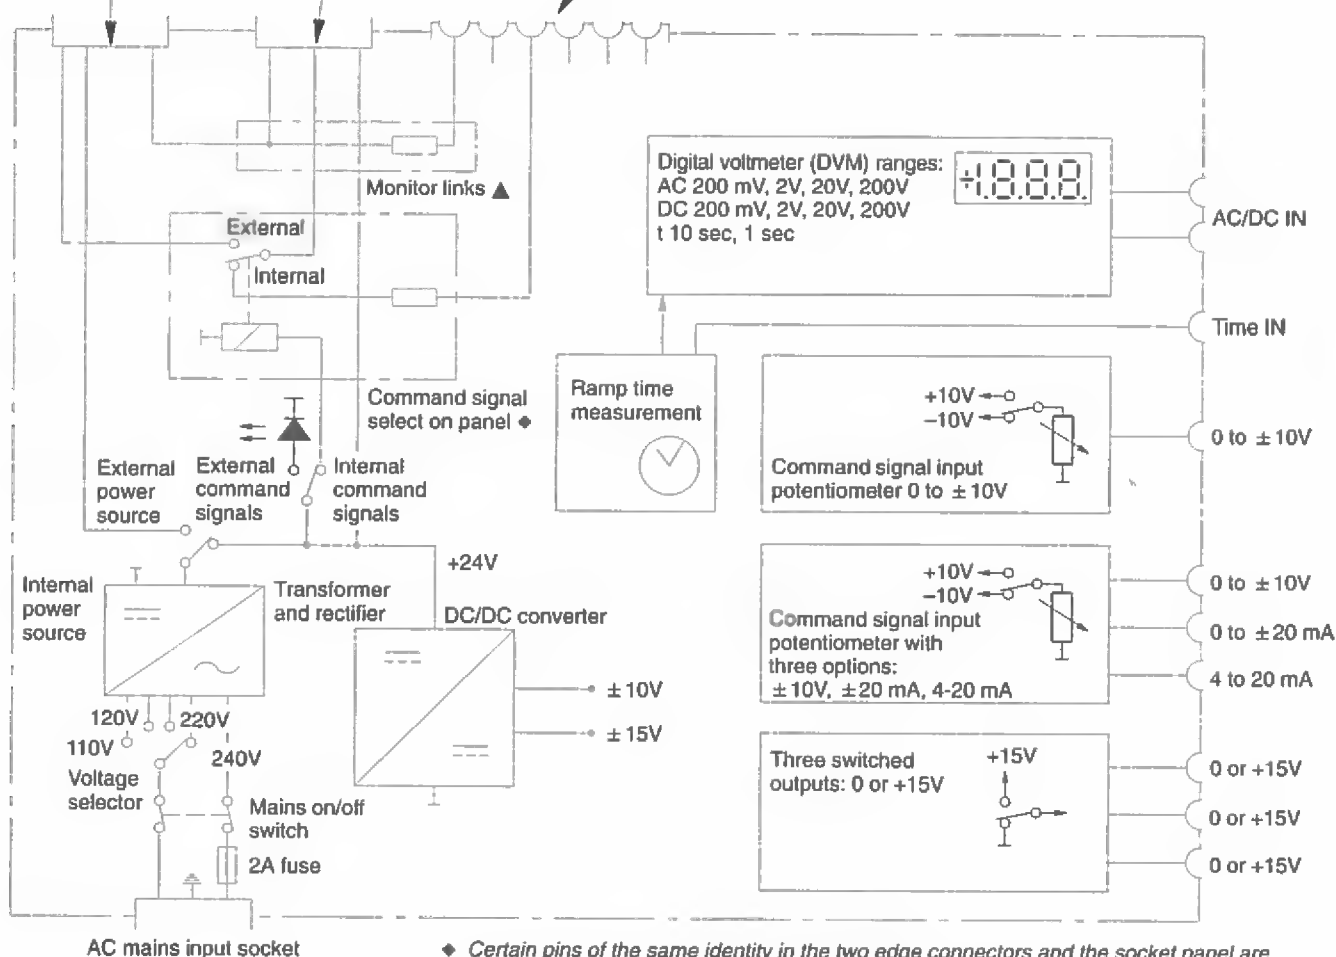 Digital voltmeter (DVM) ranges:
AC 200 mV, 2V, 20V, 200V
DC 200 mV, 2V, 20V, 200V
t 10 sec, 1 sec
÷1.8.8.8.
AC/DC IN
Monitor links ▲
External
Internal
Time IN
Ramp time
measurement
+10V
−10V
Command signal input
potentiometer 0 to ±10V
0 to ±10V
Command signal
select on panel ◆
External
power
source
External
command
signals
Internal
command
signals
+24V
Internal
power
source
Transformer
and rectifier
DC/DC converter
±10V
±15V
+10V
−10V
Command signal input
potentiometer with
three options:
±10V, ±20 mA, 4-20 mA
0 to ±10V
0 to ±20 mA
4 to 20 mA
120V
220V
110V
240V
Voltage
selector
Mains on/off
switch
2A fuse
Three switched
outputs: 0 or +15V
+15V
0 or +15V
0 or +15V
0 or +15V
AC mains input socket
◆ Certain pins of the same identity in the two edge connectors and the socket panel are